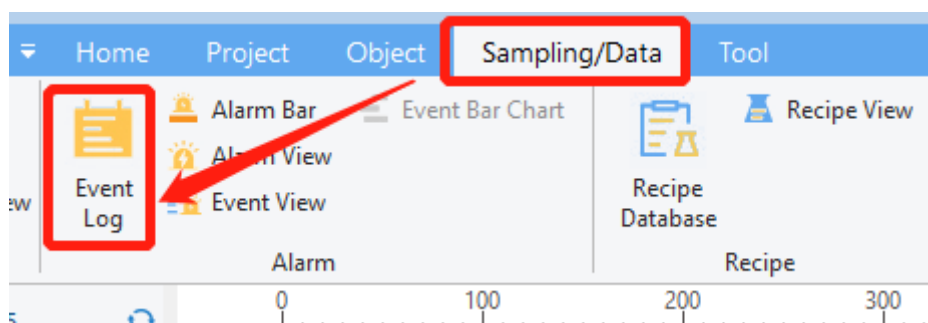 Home Project Object Sampling/Data Tool
Alarm Bar Event Bar Chart Recipe View
Alarm View
Event Recipe
Event View
Log Database
Alarm Recipe
0 100 200 300